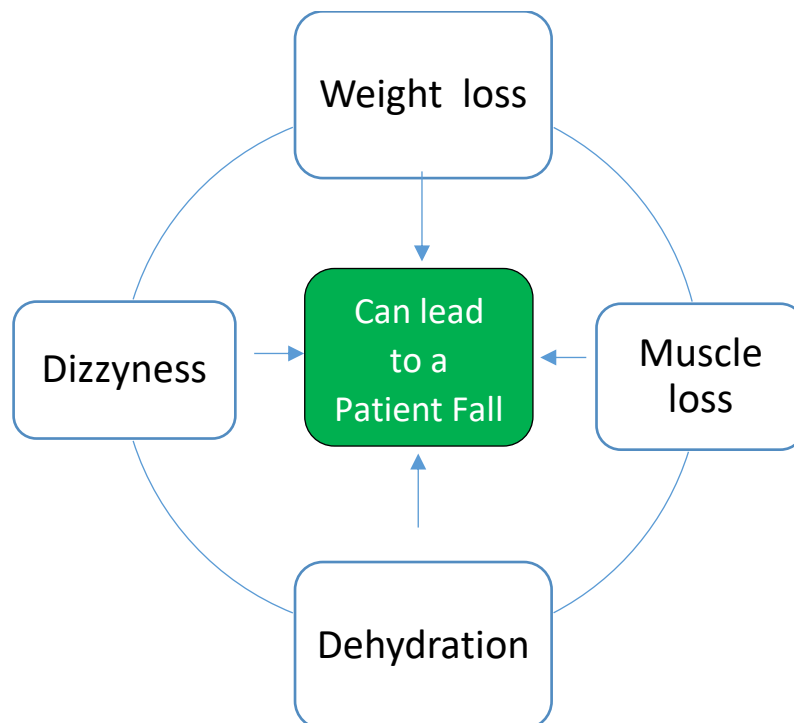 Weight loss
Dizzyness
Can lead
to a
Patient Fall
Muscle
loss
Dehydration